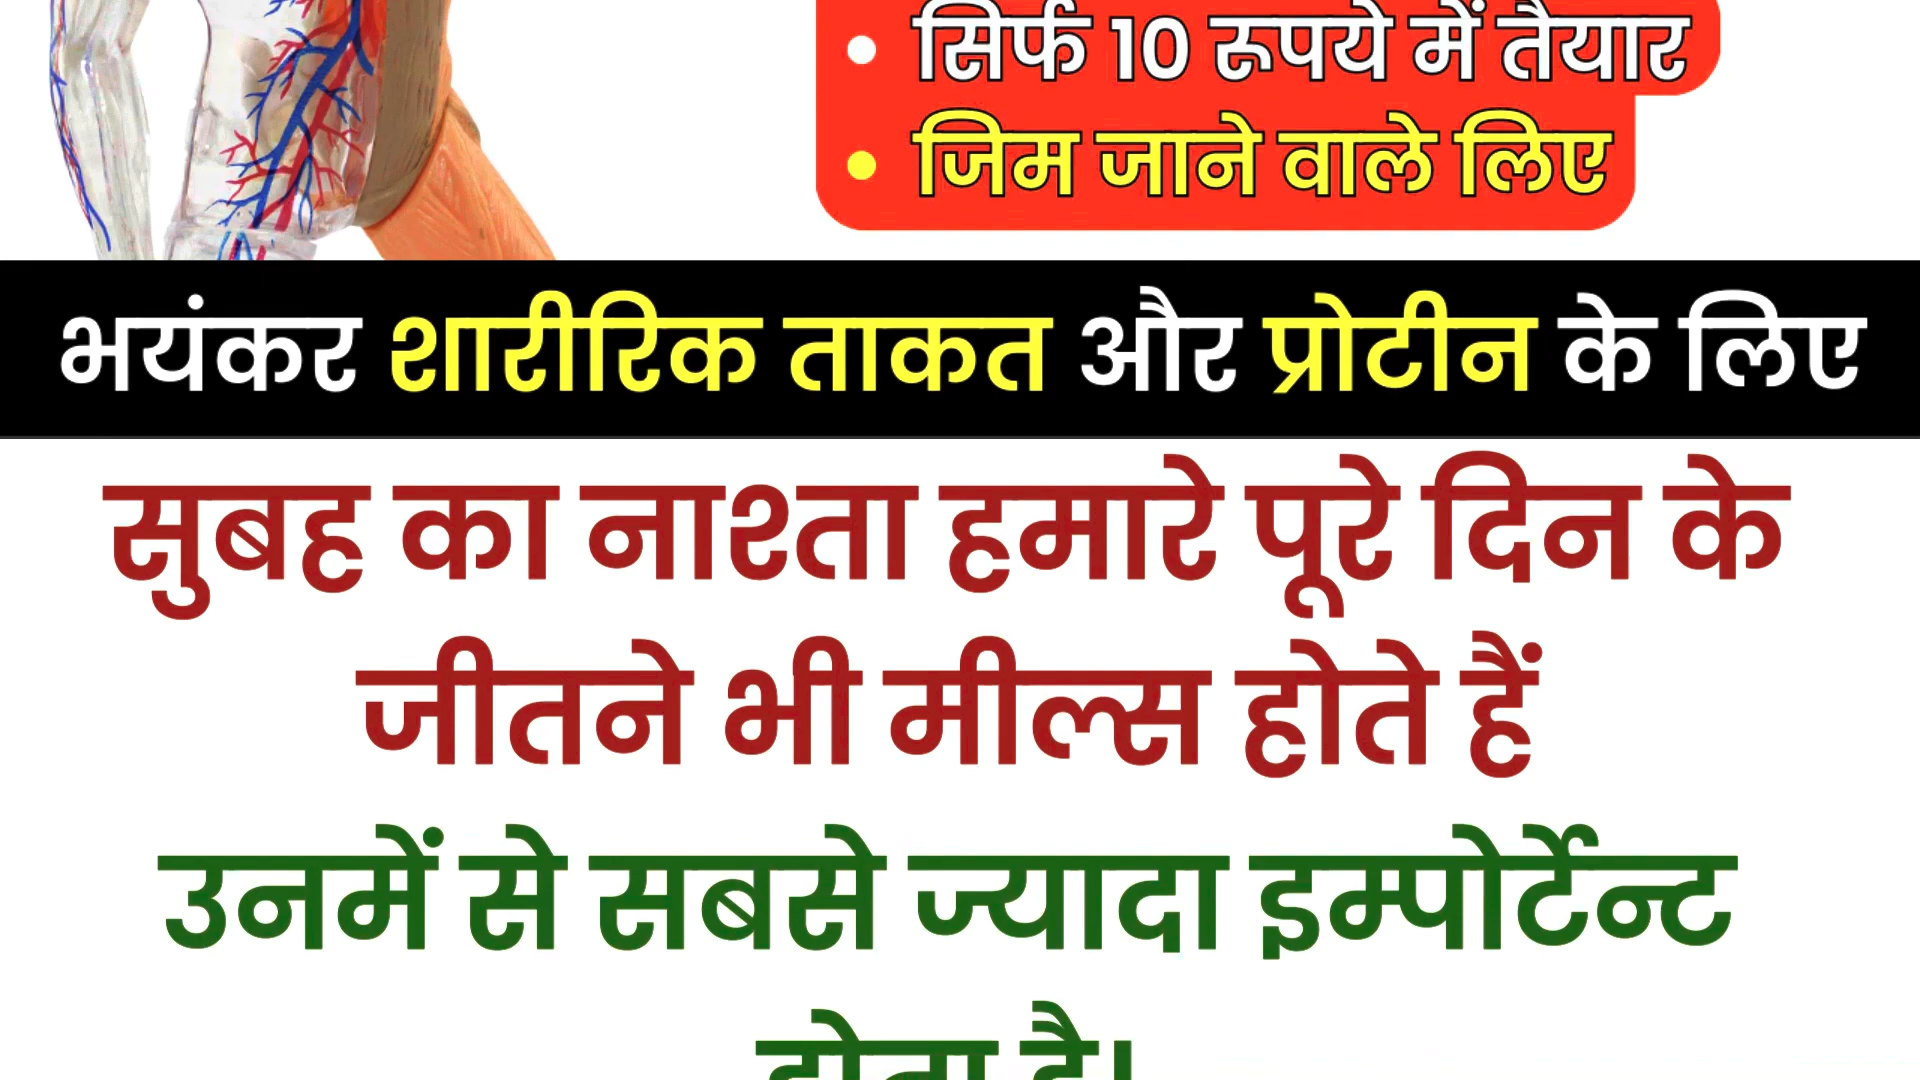 • सिर्फ 10 रूपये में तैयार
• जिम जाने वाले लिए
भयंकर शारीरिक ताकत और प्रोटीन के लिए
सुबह का नाश्ता हमारे पूरे दिन के
जीतने भी मील्स होते हैं
उनमें से सबसे ज्यादा इम्पोर्टेन्ट
होता है।